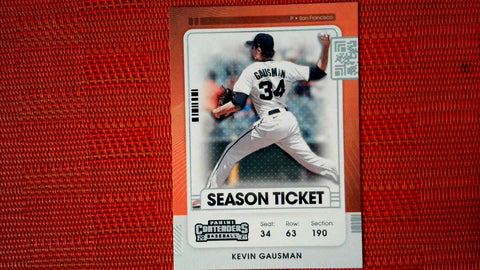 P • San Francisco
GAUSMAN
34
SEASON TICKET
PANINI
CONTENDERS
BASEBALL
Seat: Row: Section:
34 63 190
KEVIN GAUSMAN